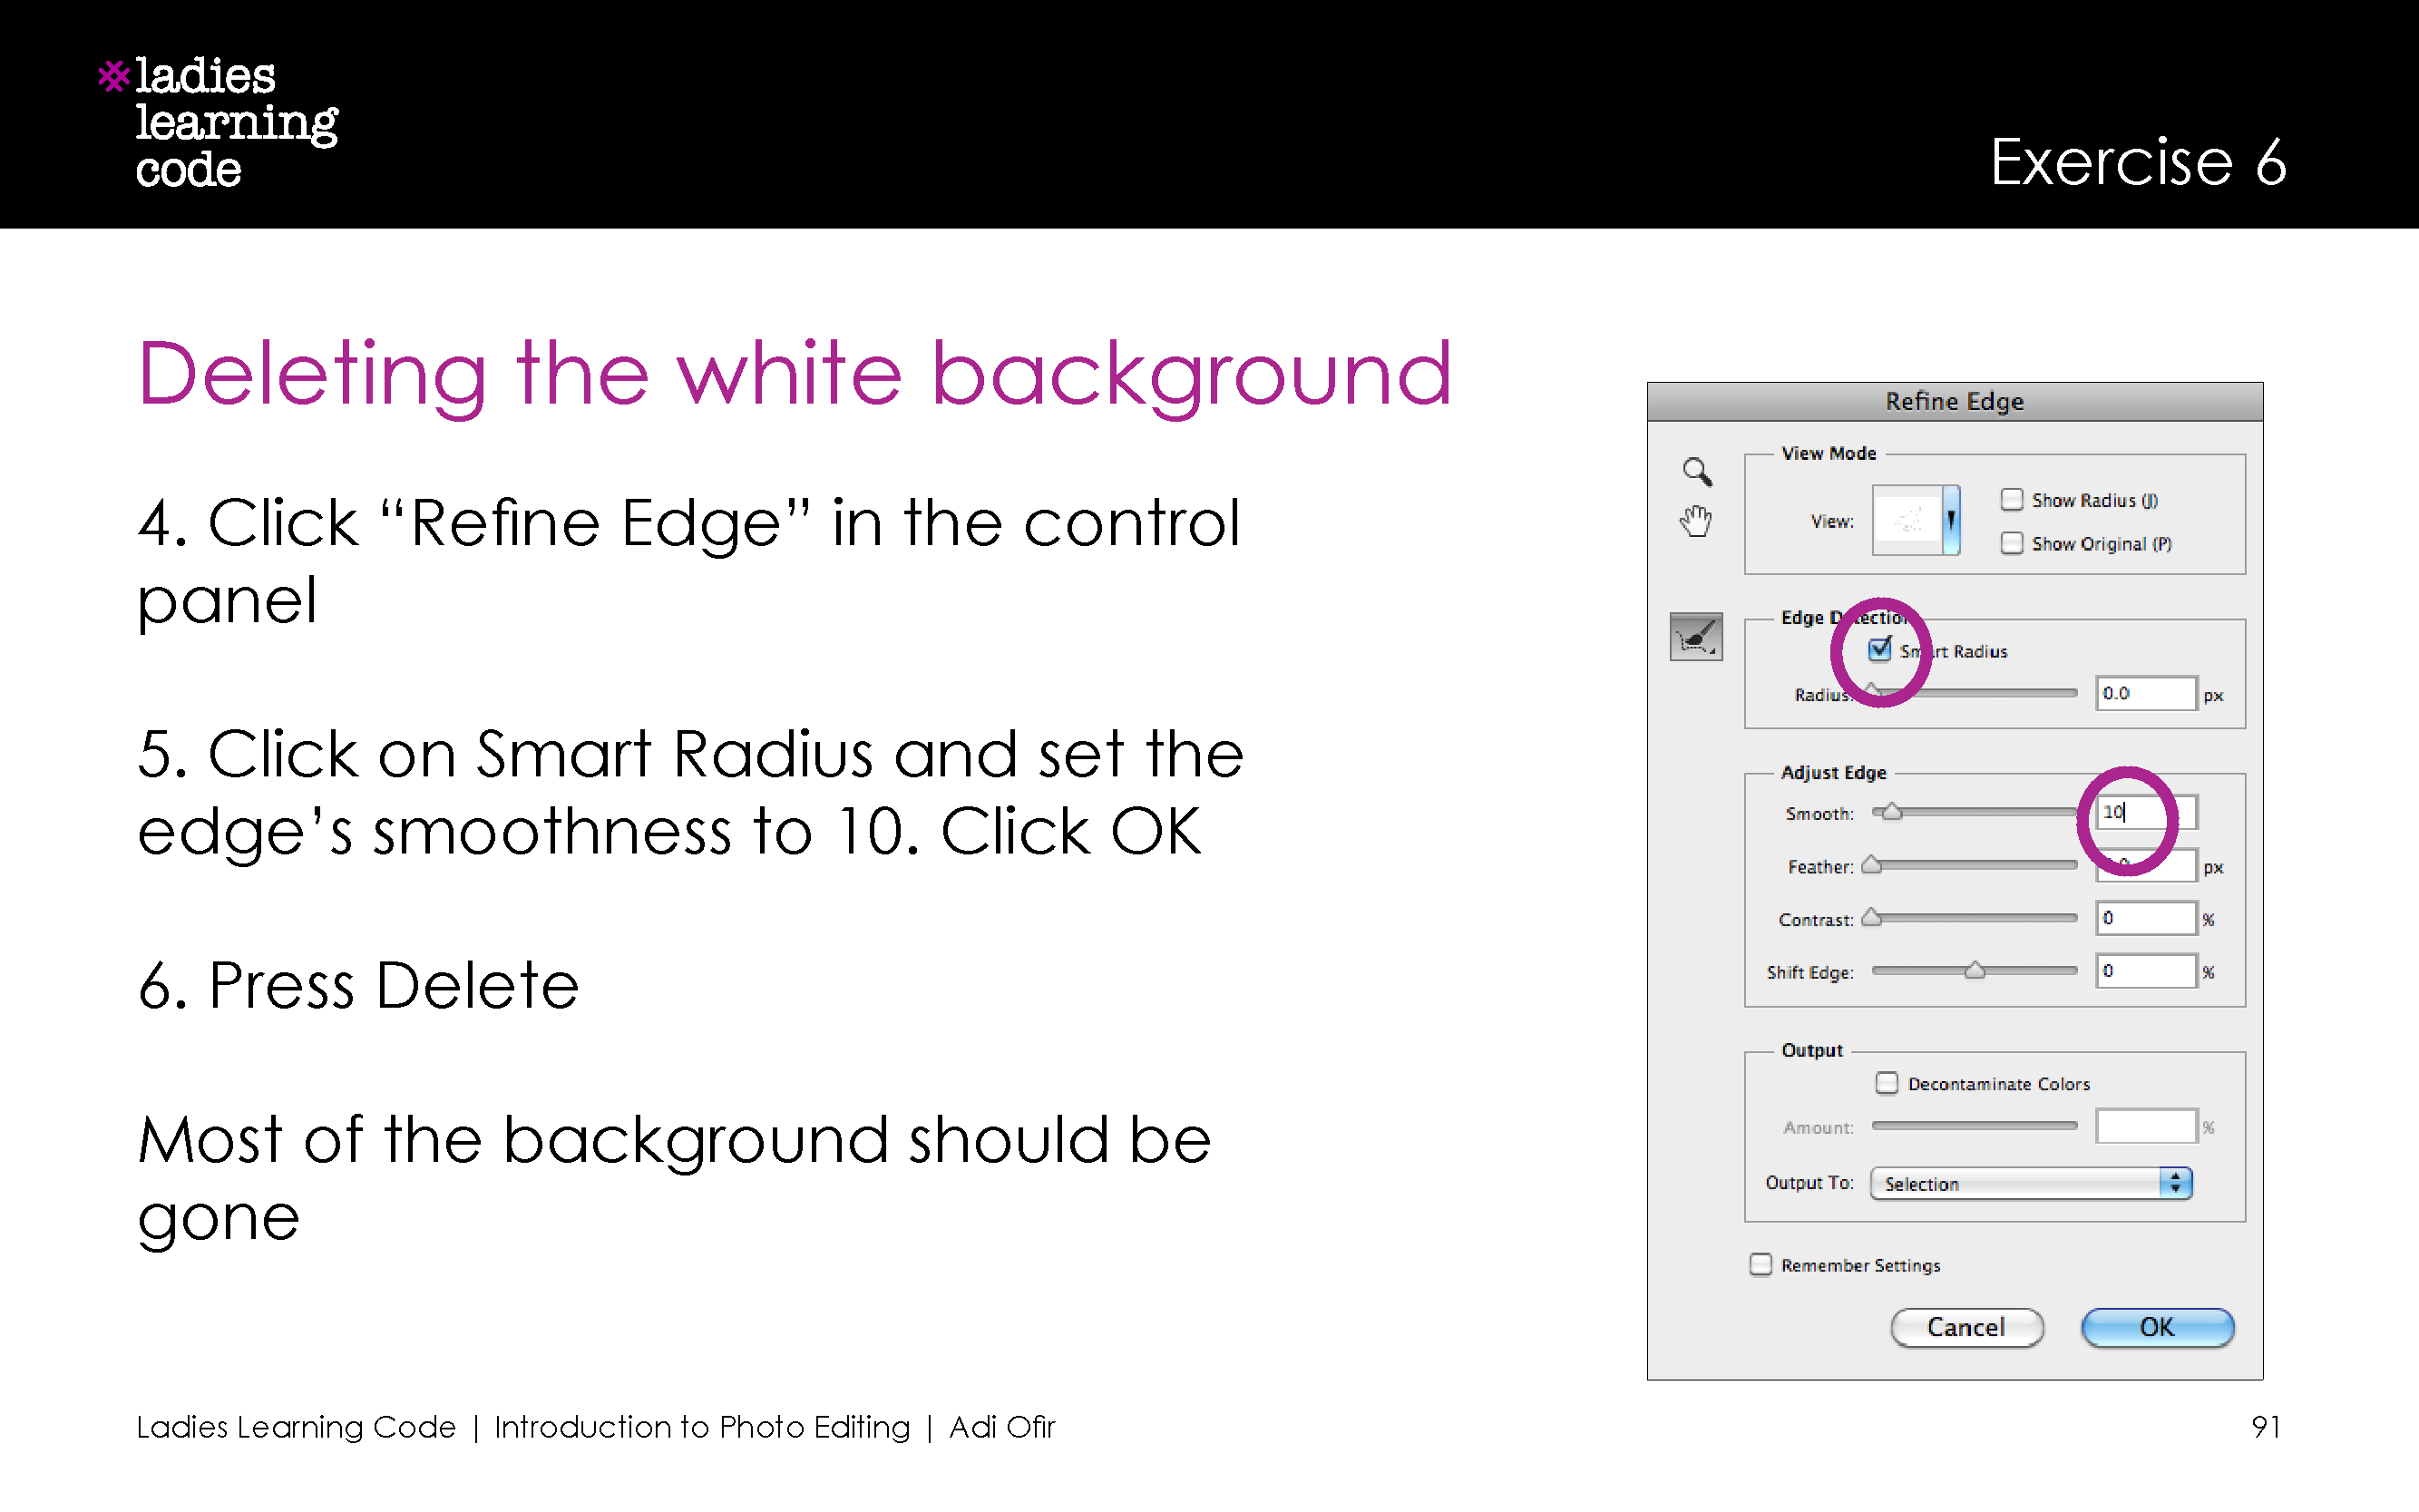 ladies
learning
code
Exercise 6
Deleting the white background
4. Click “Refine Edge” in the control
panel
5. Click on Smart Radius and set the
edge’s smoothness to 10. Click OK
6. Press Delete
Most of the background should be
gone
Refine Edge
View Mode
View:
Show Radius (J)
Show Original (P)
Edge Detection
Smart Radius
Radius: 0.0 px
Adjust Edge
Smooth: 10
Feather: 0.0 px
Contrast: 0 %
Shift Edge: 0 %
Output
Decontaminate Colors
Amount: %
Output To: Selection
Remember Settings
Cancel OK
Ladies Learning Code | Introduction to Photo Editing | Adi Ofir
91